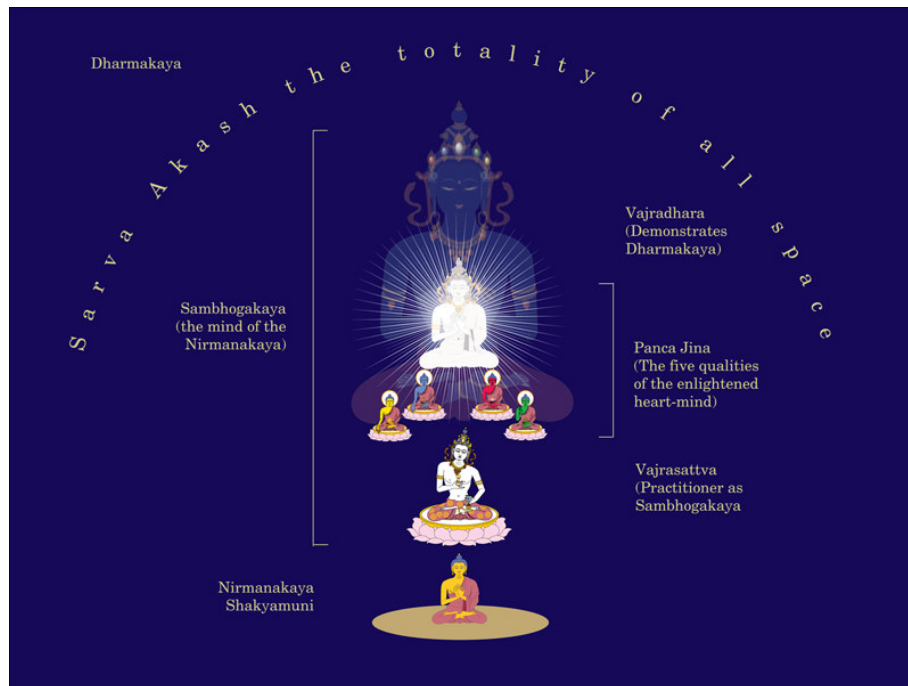 Dharmakaya
Sarva Akash the totality of all space
Vajradhara
(Demonstrates
Dharmakaya)
Sambhogakaya
(the mind of the
Nirmanakaya)
Panca Jina
(The five qualities
of the enlightened
heart-mind)
Vajrasattva
(Practitioner as
Sambhogakaya
Nirmanakaya
Shakyamuni